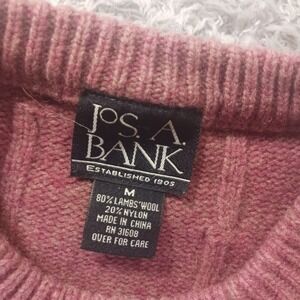 JOS. A.
BANK
ESTABLISHED 1905
M
80% LAMBS'WOOL
20% NYLON
MADE IN CHINA
RN 31608
OVER FOR CARE